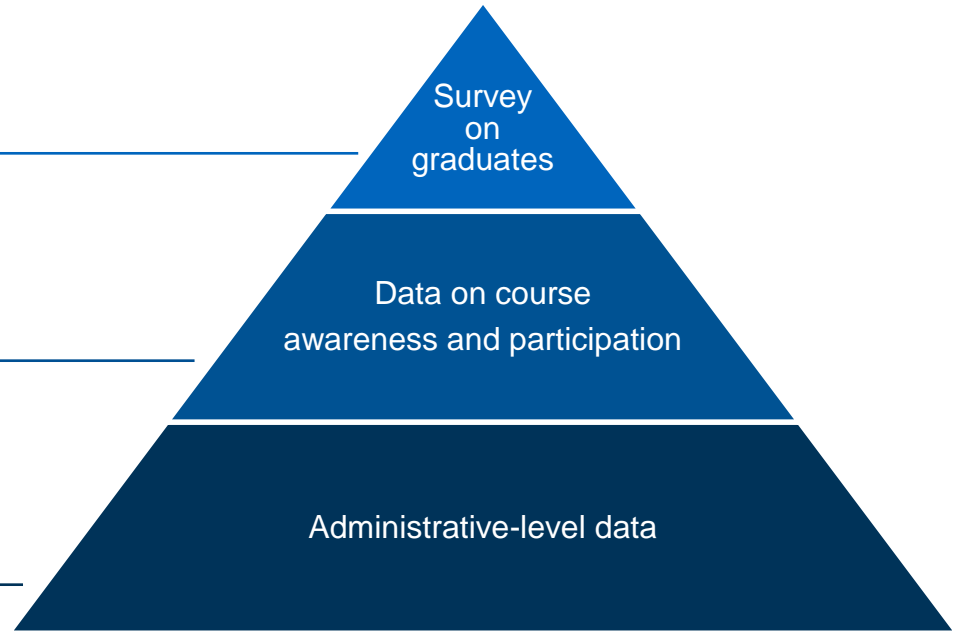 Survey
on
graduates
Data on course
awareness and participation
Administrative-level data